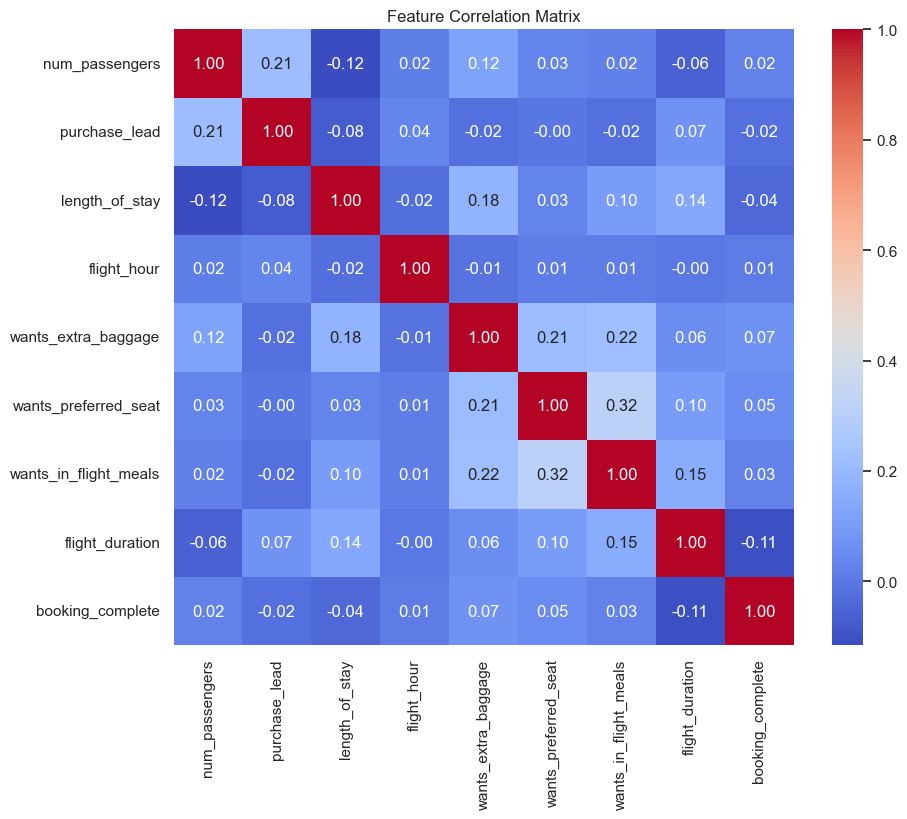 Feature Correlation Matrix
num_passengers 1.00 0.21 -0.12 0.02 0.12 0.03 0.02 -0.06 0.02
purchase_lead 0.21 1.00 -0.08 0.04 -0.02 -0.00 -0.02 0.07 -0.02
length_of_stay -0.12 -0.08 1.00 -0.02 0.18 0.03 0.10 0.14 -0.04
flight_hour 0.02 0.04 -0.02 1.00 -0.01 0.01 0.01 -0.00 0.01
wants_extra_baggage 0.12 -0.02 0.18 -0.01 1.00 0.21 0.22 0.06 0.07
wants_preferred_seat 0.03 -0.00 0.03 0.01 0.21 1.00 0.32 0.10 0.05
wants_in_flight_meals 0.02 -0.02 0.10 0.01 0.22 0.32 1.00 0.15 0.03
flight_duration -0.06 0.07 0.14 -0.00 0.06 0.10 0.15 1.00 -0.11
booking_complete 0.02 -0.02 -0.04 0.01 0.07 0.05 0.03 -0.11 1.00
num_passengers
purchase_lead
length_of_stay
flight_hour
wants_extra_baggage
wants_preferred_seat
wants_in_flight_meals
flight_duration
booking_complete
1.0
0.8
0.6
0.4
0.2
0.0